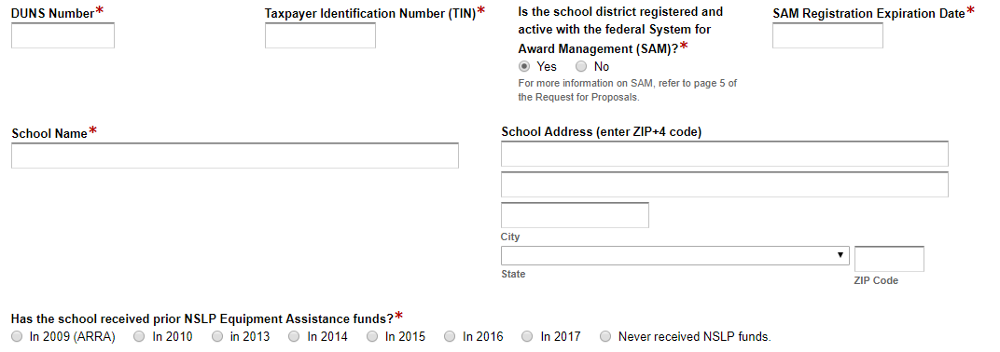 DUNS Number*
Taxpayer Identification Number (TIN)*
Is the school district registered and
active with the federal System for
Award Management (SAM)?*
Yes No
For more information on SAM, refer to page 5 of
the Request for Proposals.
SAM Registration Expiration Date*
School Name*
School Address (enter ZIP+4 code)
City
State
ZIP Code
Has the school received prior NSLP Equipment Assistance funds?*
In 2009 (ARRA) In 2010 in 2013 In 2014 In 2015 In 2016 In 2017 Never received NSLP funds.